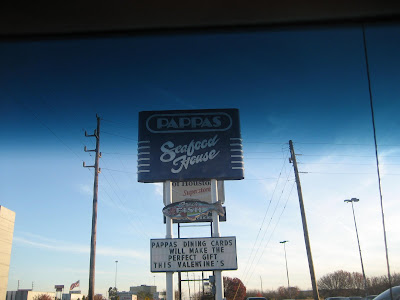 PAPPAS
Seafood
House
PAPPAS DINING CARDS
WILL MAKE THE
PERFECT GIFT
THIS VALENTINE'S